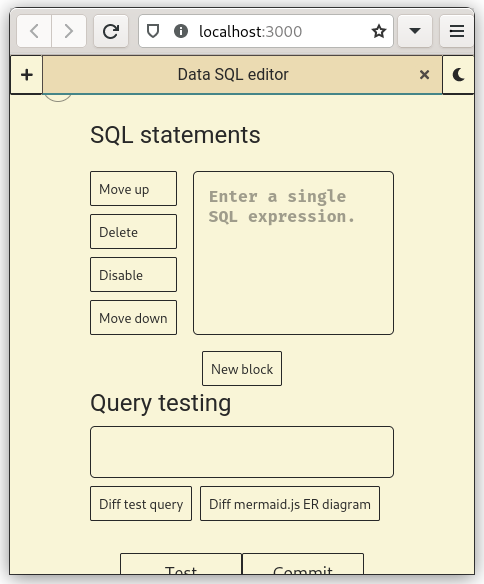 localhost:3000
+ Data SQL editor ×
SQL statements
Move up
Delete
Disable
Move down
Enter a single
SQL expression.
New block
Query testing
Diff test query
Diff mermaid.js ER diagram
Test
Commit